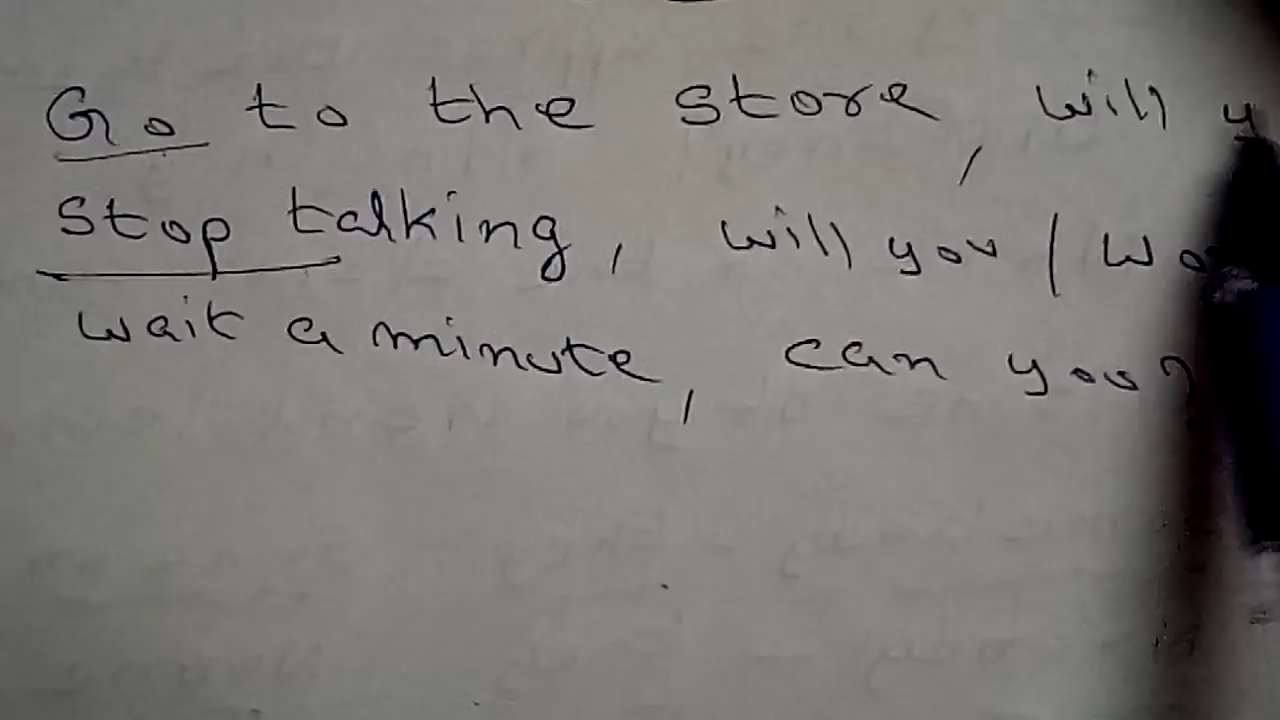 Go to the store, will
stop talking, will you /
wait a minute, can you?